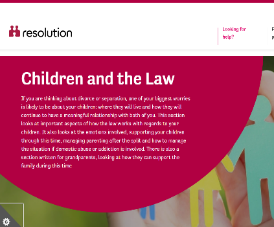 resolution
Looking for
help?
Children and the Law
If you are thinking about divorce or separation, one of your biggest worries
is likely to be about your children: where they will live and how they will
continue to have a meaningful relationship with both of you. This section
looks at important aspects of how the law works with regards to your
children. It also looks at the emotions involved, supporting your children
through this time, managing parenting after the split and how to manage
the situation if domestic abuse or addiction is involved. There is also a
section written for grandparents, looking at how they can support the
family during this time